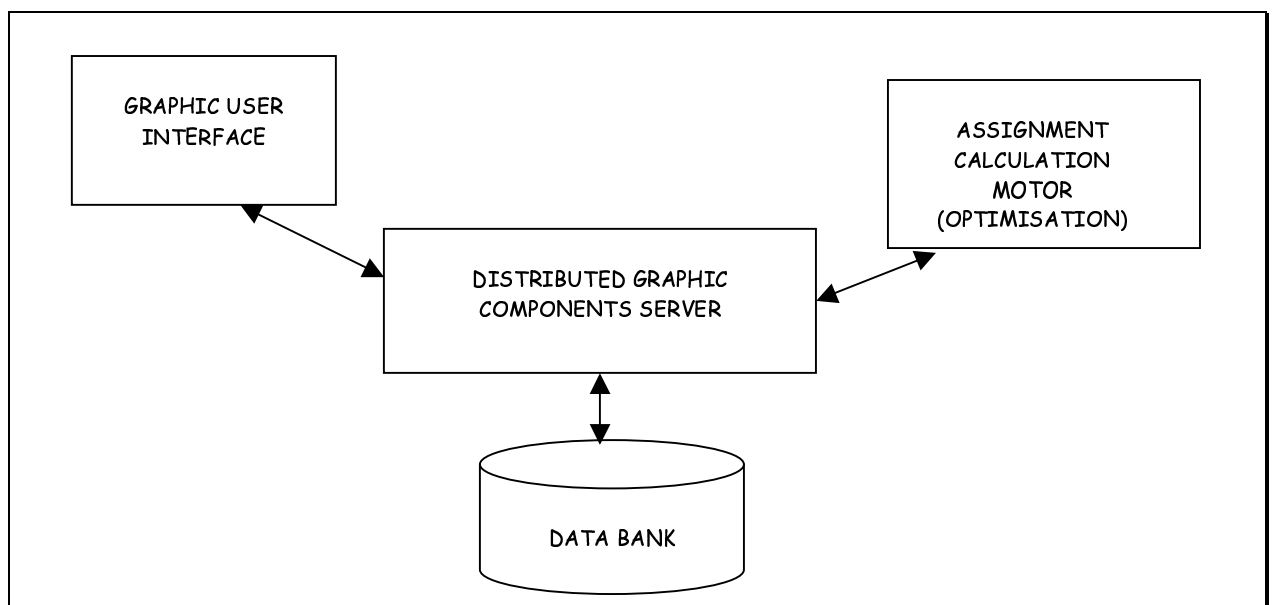 GRAPHIC USER
INTERFACE
ASSIGNMENT
CALCULATION
MOTOR
(OPTIMISATION)
DISTRIBUTED GRAPHIC
COMPONENTS SERVER
DATA BANK